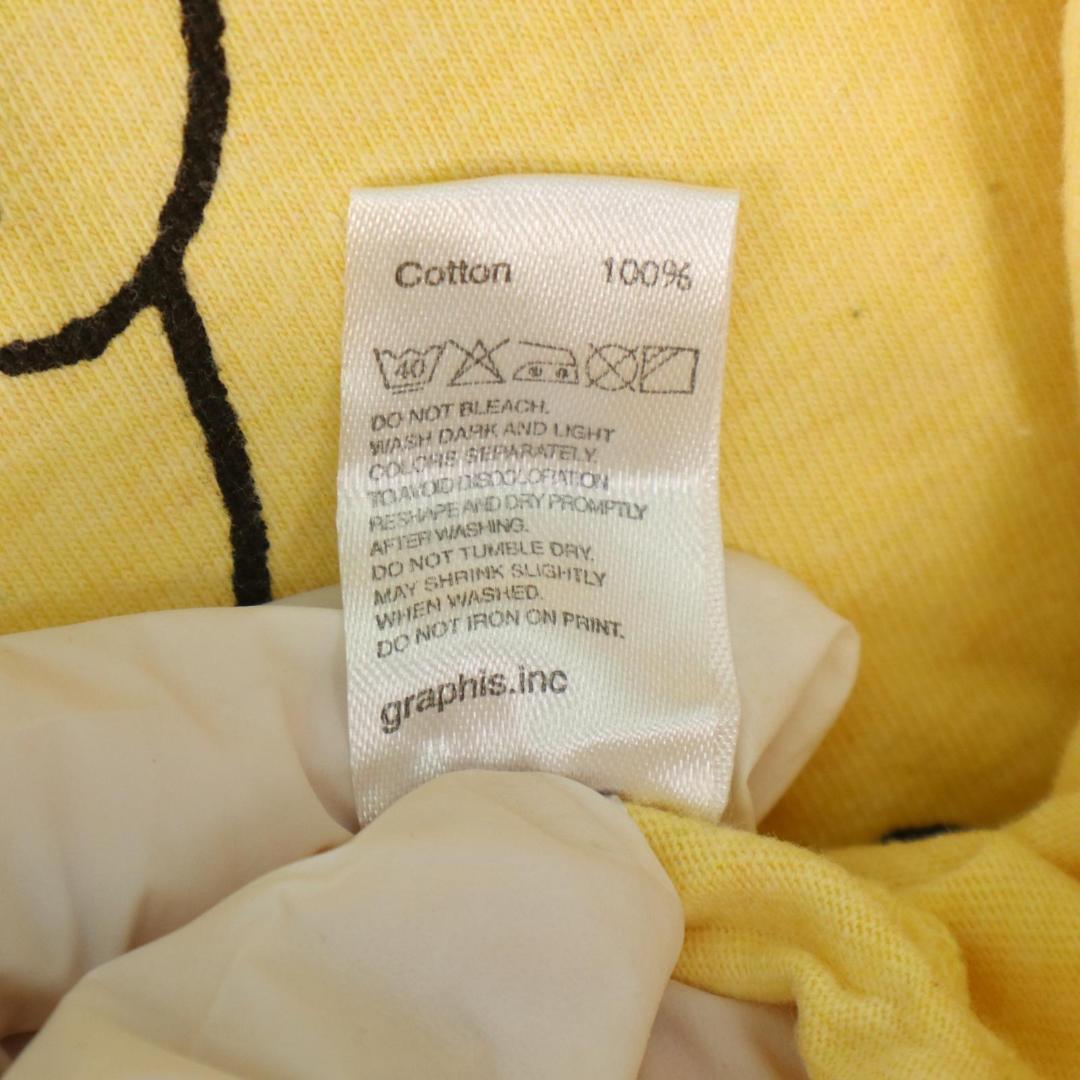 Cotton 100%
40
DO NOT BLEACH.
WASH DARK AND LIGHT
COLORS SEPARATELY.
TO AVOID DISCOLORATION
RESHAPE AND DRY PROMPTLY
AFTER WASHING.
DO NOT TUMBLE DRY.
MAY SHRINK SLIGHTLY
WHEN WASHED.
DO NOT IRON ON PRINT.
graphis.inc